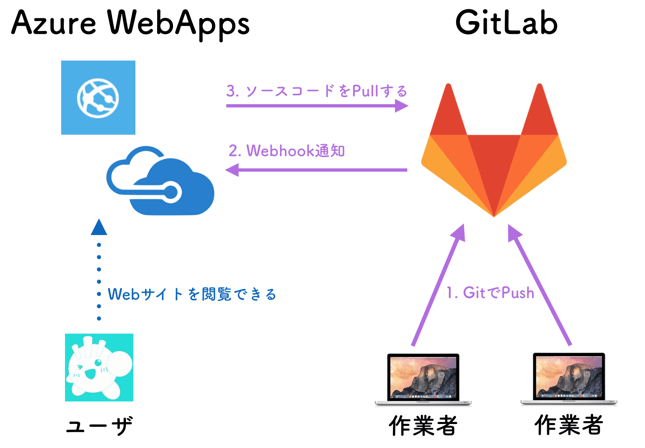 Azure WebApps
GitLab
3. ソースコードをPullする
2. Webhook通知
Webサイトを閲覧できる
1. GitでPush
ユーザ
作業者
作業者